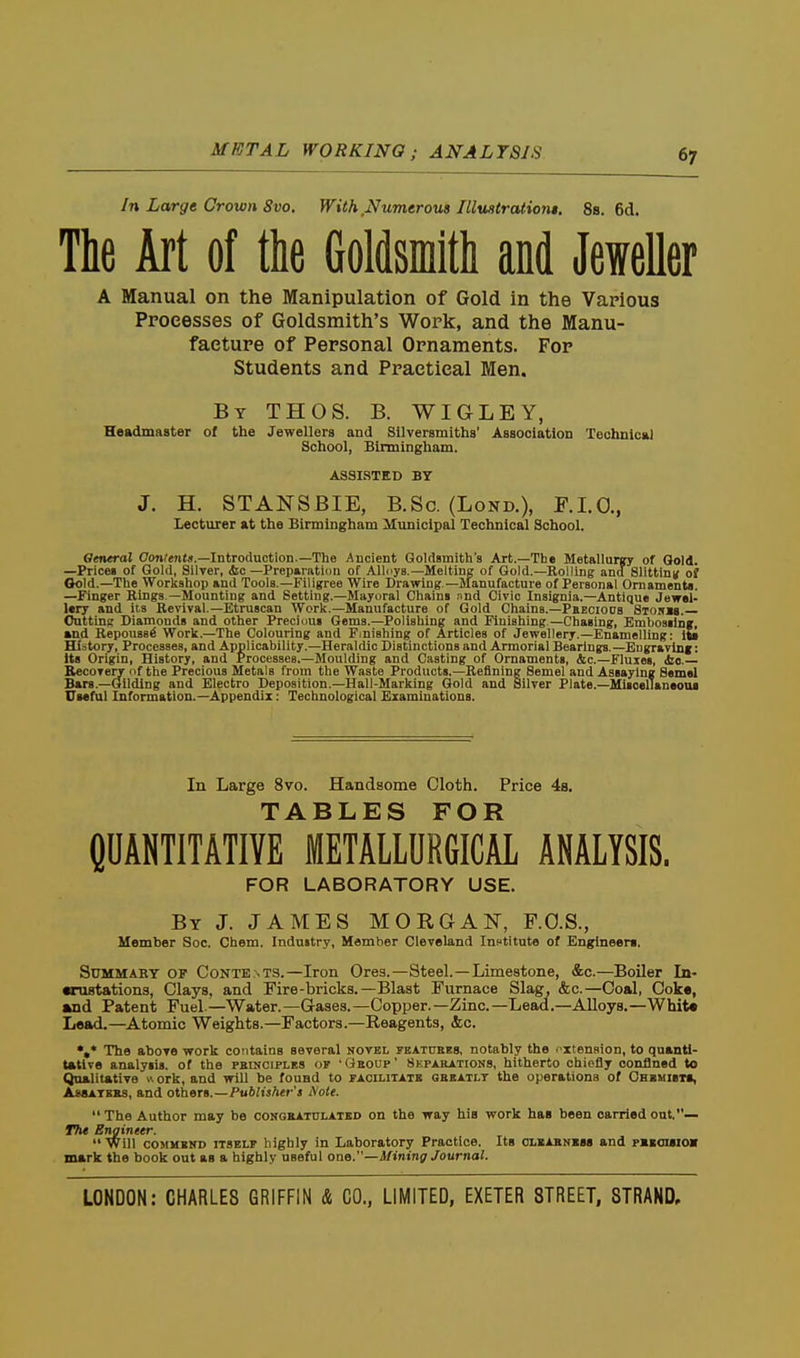 METAL WORKING; ANALYSIS 67
In Large Crown 8vo. With Numerous Illustrations. 8s. 6d.
The Art of the Goldsmith and Jeweller
A Manual on the Manipulation of Gold in the Various
Processes of Goldsmith's Work, and the Manu-
facture of Personal Ornaments. For
Students and Practical Men.
By THOS. B. WIGLEY,
Headmaster of the Jewellers and Silversmiths' Association Technical
School, Birmingham.
ASSISTED BY
J. H. STANSBIE, B.Sc. (Lond.), F.I.C.,
Lecturer at the Birmingham Municipal Technical School.
General Contents.—Introduction.—The Ancient Goldsmith's Art.—The Metallurgy of Gold.
—Prices of Gold, Silver, &c—Preparation of Alloys.—Melting of Gold.—Rolling and Slitting of
Gold.—The Workshop and Tools.—Filigree Wire Drawing.—Manufacture of Personal Ornaments.
—Finger Rings.—Mounting and Setting.—Mayoral Chains and Civic Insignia.—Antique Jewel-
lery and its Revival.—Etruscan Work.—Manufacture of Gold Chains.—Precious Stones.—
Cutting Diamonds and other Precious Gems.—Polishing and Finishing.—Chasing, Embossing,
and Repoussé Work.—The Colouring and Finishing of Articles of Jewellery.—Enamelling: its
History, Processes, and Applicability.—Heraldic Distinctions and Armorial Bearings.—Engraving:
its Origin, History, and Processes.—Moulding and Casting of Ornaments, &c.—Fluxes, &c.—
Recovery of the Precious Metals from the Waste Products.—Refining Semel and Assaying Semel
Bars.—Gilding and Electro Deposition.—Hall-Marking Gold and Silver Plate.—Miscellaneous
Useful Information.—Appendix: Technological Examinations.
In Large 8vo. Handsome Cloth. Price 4s.
TABLES FOR
QUANTITATIVE METALLURGICAL ANALYSIS.
FOR LABORATORY USE.
By J. JAMES MORGAN, F.C.S.,
Member Soc. Chem. Industry, Member Cleveland Institute of Engineers.
Summary of Contents.—Iron Ores.—Steel.—Limestone, &c.—Boiler In-
crustations, Clays, and Fire-bricks.—Blast Furnace Slag, &c.—Coal, Coke,
and Patent Fuel.—Water.—Gases.—Copper.—Zinc.—Lead.—Alloys.—White
Lead.—Atomic Weights.—Factors.—Reagents, &c.
*** The above work contains several novel features, notably the extension, to quanti-
tative analysis, of the principles of 'Group' Separations, hitherto chiefly confined to
Qualitative work, and will be found to facilitate greatly the operations of Chemists,
Assayers, and others.—Publisher's Note.
"The Author may be congratulated on the way his work has been carried out."—
The Engineer.
"Will commend itself highly in Laboratory Practice. Its clearness and precision
mark the book out as a highly useful one."—Mining Journal.
LONDON: CHARLES GRIFFIN & CO., LIMITED, EXETER STREET, STRAND,